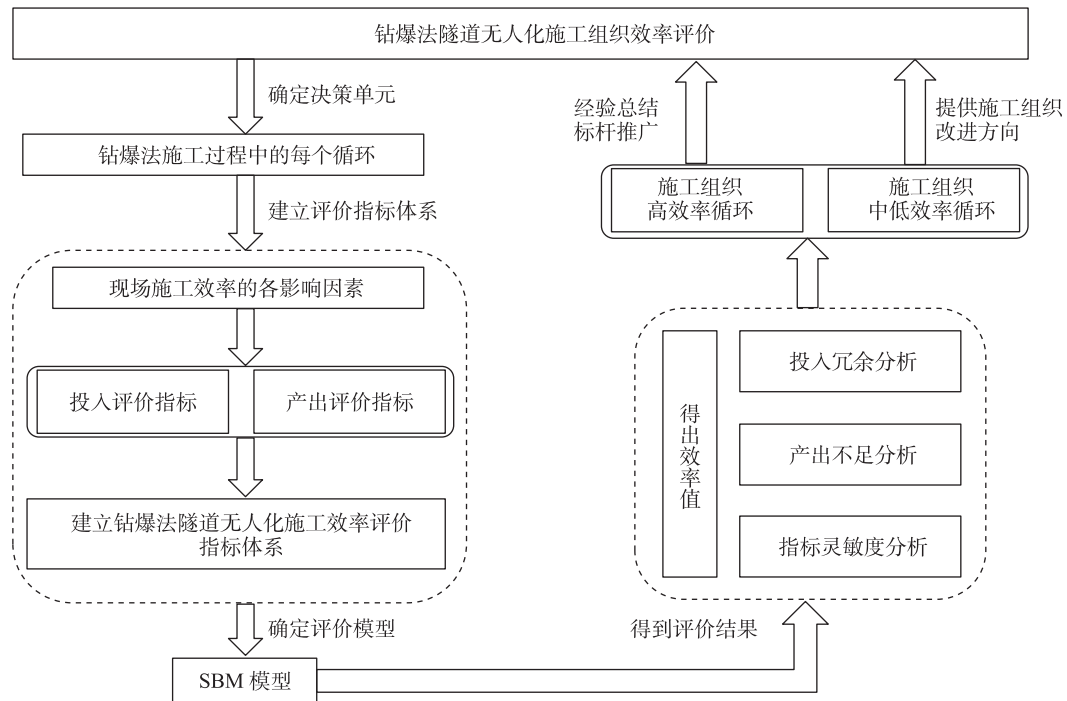 钻爆法隧道无人化施工组织效率评价
确定决策单元
钻爆法施工过程中的每个循环
建立评价指标体系
现场施工效率的各影响因素
投入评价指标
产出评价指标
建立钻爆法隧道无人化施工效率评价
指标体系
确定评价模型
SBM 模型
得到评价结果
得出效率值
投入冗余分析
产出不足分析
指标灵敏度分析
施工组织
高效率循环
施工组织
中低效率循环
经验总结
标杆推广
提供施工组织
改进方向